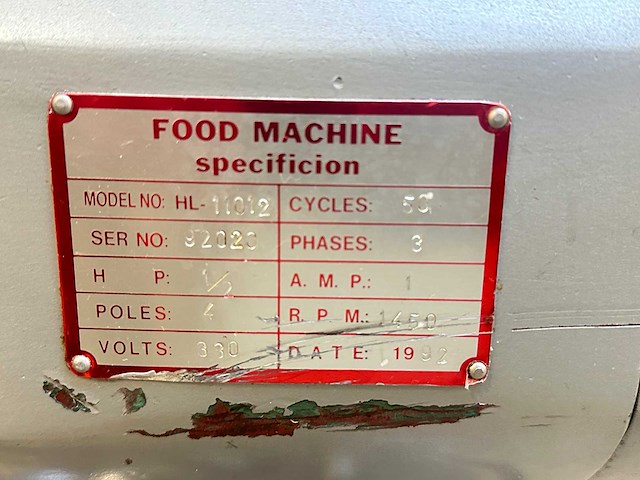 FOOD MACHINE
specificion
MODEL NO: HL-11012 CYCLES: 50
SER NO: 92020 PHASES: 3
H P: 1/2 A. M. P.: 1
POLES: 4 R. P. M.: 1450
VOLTS: 330 DATE: 1992